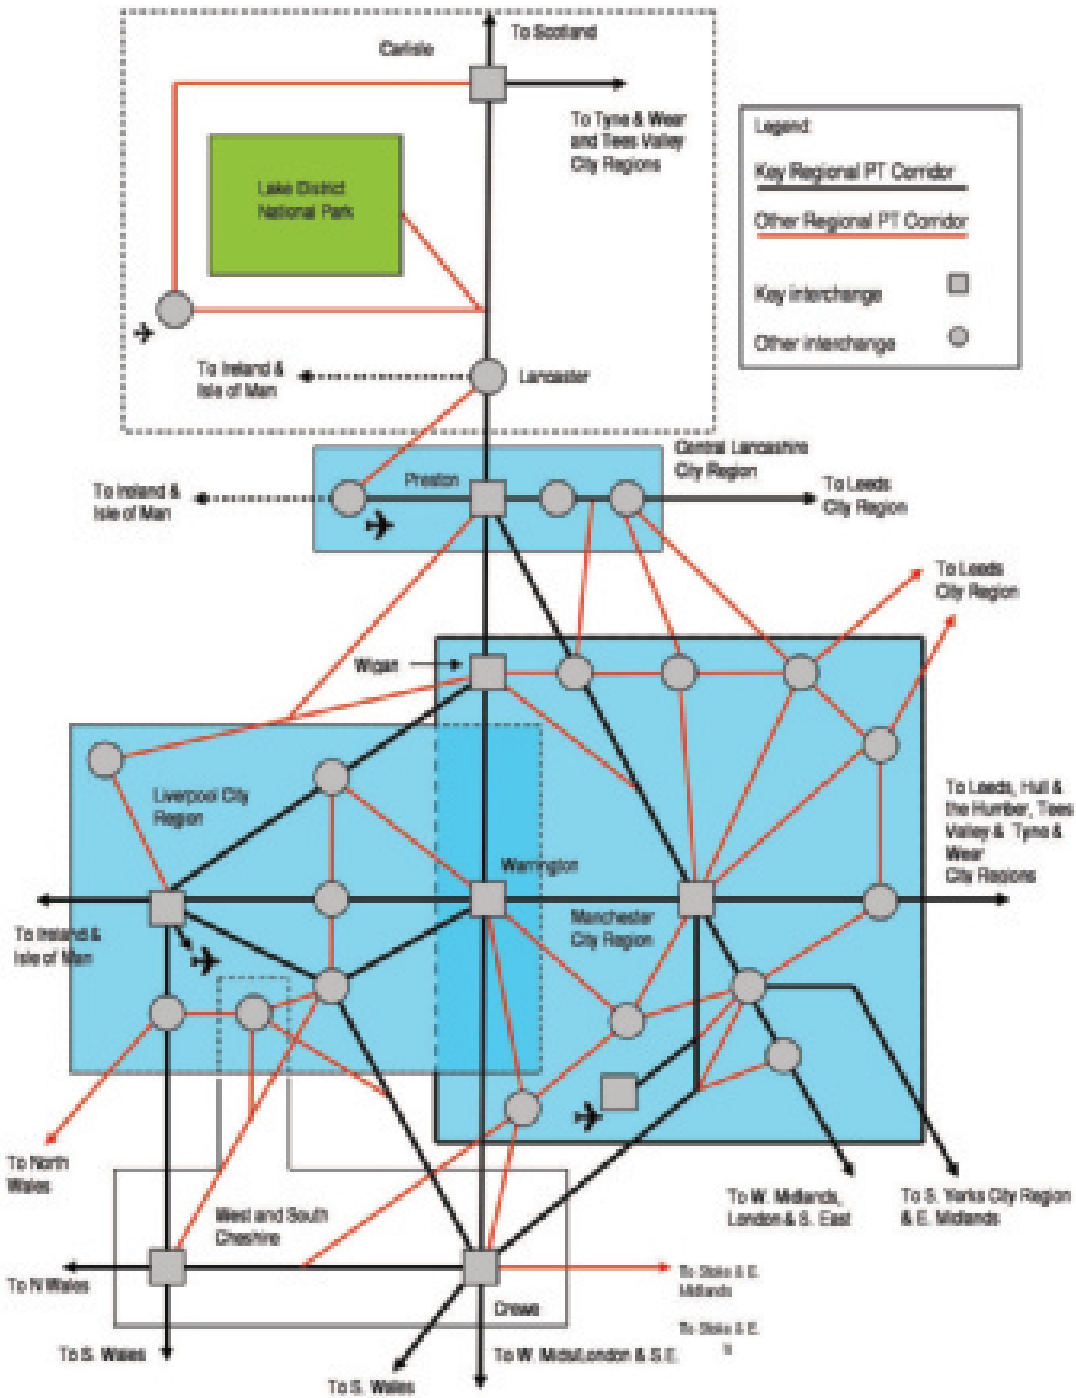 To Scotland
Carlisle
To Tyne & Wear
and Tees Valley
City Regions
Legend:
Key Regional PT Corridor
Other Regional PT Corridor
Key interchange
Other interchange
Lake District
National Park
To Ireland &
Isle of Man
Lancaster
Central Lancashire
City Region
Preston
To Ireland &
Isle of Man
To Leeds
City Region
To Leeds
City Region
Wigan
Liverpool City
Region
To Leeds, Hull &
the Humber, Tees
Valley & Tyne &
Wear
City Regions
Warrington
Manchester
City Region
To Ireland &
Isle of Man
To North
Wales
To W. Midlands,
London & S. East
To S. Yorks City Region
& E. Midlands
West and South
Cheshire
To N Wales
To Stoke & E.
Midlands
Crewe
To Stoke & E.
To S. Wales
To W. Mids/London & S.E.
To S. Wales